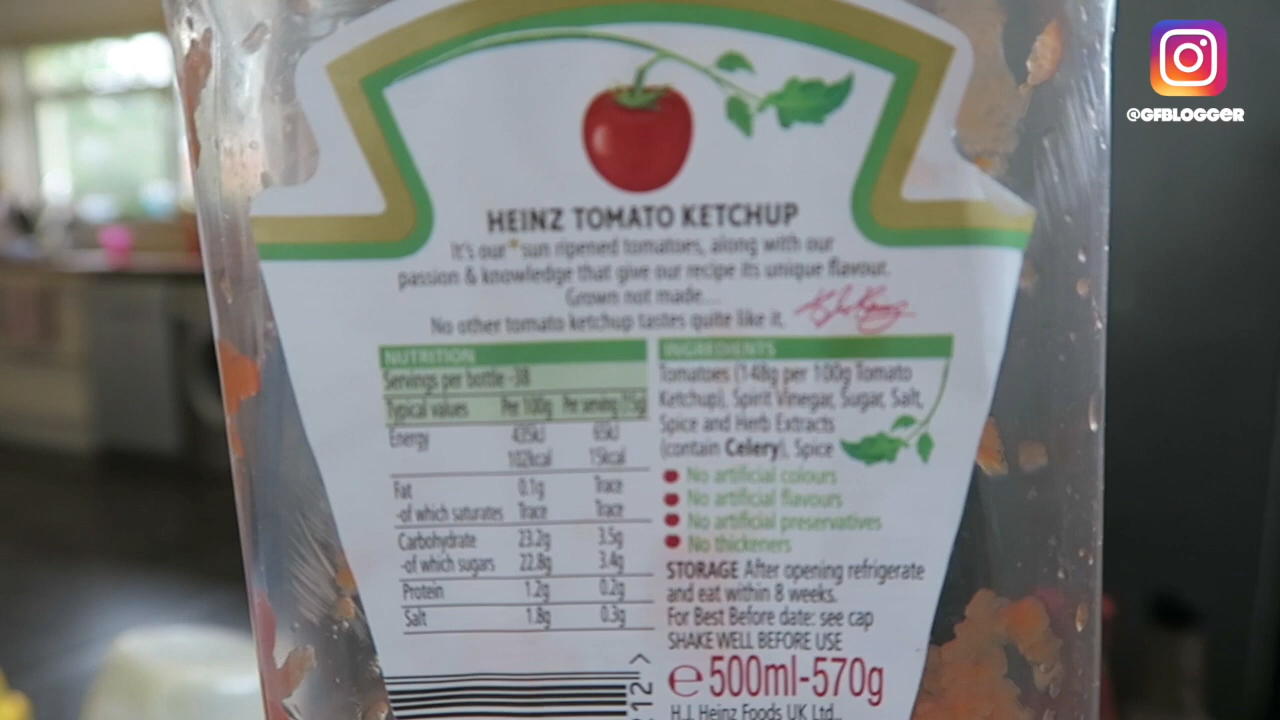 @GFBLOGGER
HEINZ TOMATO KETCHUP
It's our *sun ripened tomatoes, along with our
passion & knowledge that give our recipe its unique flavour.
Grown not made...
No other tomato ketchup tastes quite like it.
NUTRITION
Servings per bottle -38
Typical values Per 100g Per serving (15g)
Energy 435kJ 65kJ
102kcal 15kcal
Fat 0.1g Trace
-of which saturates Trace Trace
Carbohydrate 23.2g 3.5g
-of which sugars 22.8g 3.4g
Protein 1.2g 0.2g
Salt 1.8g 0.3g
INGREDIENTS
Tomatoes (148g per 100g Tomato
Ketchup), Spirit Vinegar, Sugar, Salt,
Spice and Herb Extracts
(contain Celery), Spice
No artificial colours
No artificial flavours
No artificial preservatives
No thickeners
STORAGE After opening refrigerate
and eat within 8 weeks.
For Best Before date: see cap
SHAKE WELL BEFORE USE
e 500ml-570g
H.J. Heinz Foods UK Ltd.,